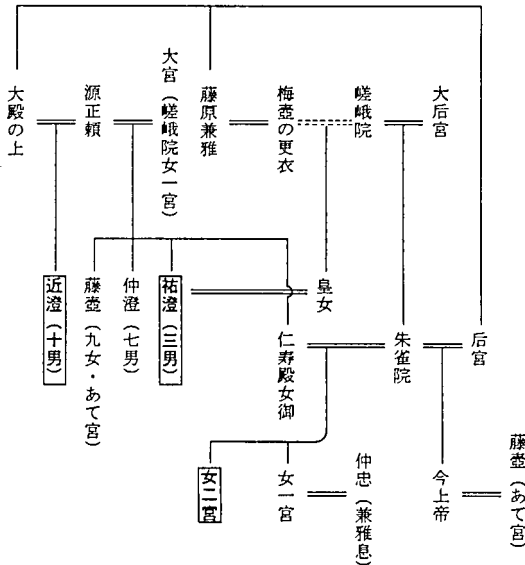 大后宮
嵯峨院
梅壺の更衣
藤原兼雅
大宮（嵯峨院女一宮）
源正頼
大殿の上
后宮
朱雀院
皇女
仁寿殿女御
祐澄（三男）
仲澄（七男）
藤壺（九女・あて宮）
近澄（十男）
藤壺（あて宮）
今上帝
仲忠（兼雅息）
女一宮
女二宮